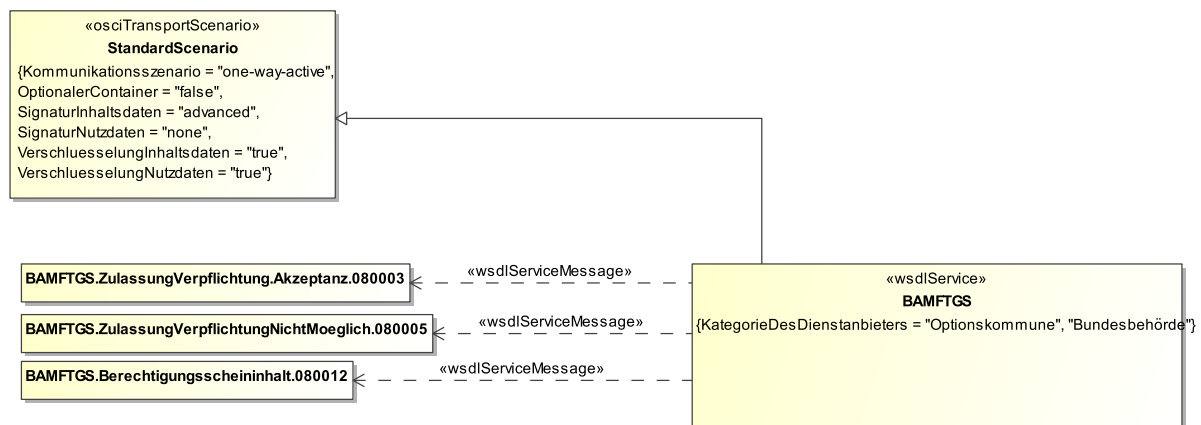 «osciTransportScenario»
StandardScenario
{Kommunikationsszenario = "one-way-active",
OptionalerContainer = "false",
SignaturInhaltsdaten = "advanced",
SignaturNutzdaten = "none",
VerschluesselungInhaltsdaten = "true",
VerschluesselungNutzdaten = "true"}
BAMFTGS.ZulassungVerpflichtung.Akzeptanz.080003
«wsdlServiceMessage»
BAMFTGS.ZulassungVerpflichtungNichtMoeglich.080005
«wsdlServiceMessage»
BAMFTGS.Berechtigungsscheininhalt.080012
«wsdlServiceMessage»
«wsdlService»
BAMFTGS
{KategorieDesDienstanbieters = "Optionskommune", "Bundesbehörde"}